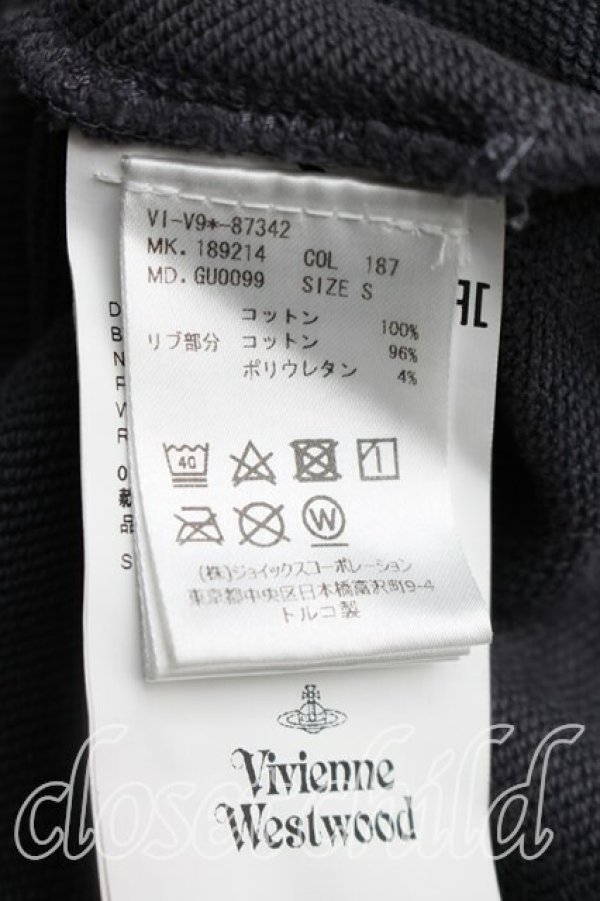 VI-V9*-87342
MK. 189214 COL 187
MD. GU0099 SIZE S
コットン 100%
リブ部分 コットン 96%
ポリウレタン 4%
40
W
(株)ジョイックスコーポレーション
東京都中央区日本橋富沢町9-4
トルコ製
D
B
N
P
V
R
0
品
S
Vivienne
Westwood
closetchild